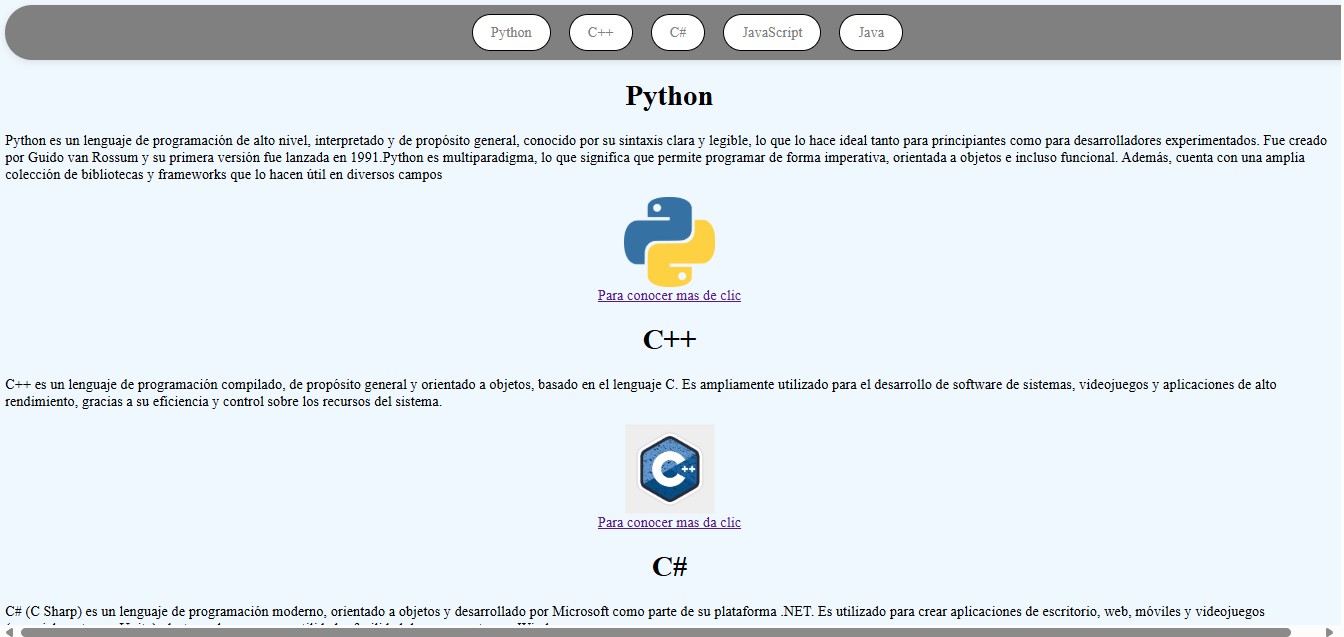 Python C++ C# JavaScript Java
Python
Python es un lenguaje de programación de alto nivel, interpretado y de propósito general, conocido por su sintaxis clara y legible, lo que lo hace ideal tanto para principiantes como para desarrolladores experimentados. Fue creado
por Guido van Rossum y su primera versión fue lanzada en 1991.Python es multiparadigma, lo que significa que permite programar de forma imperativa, orientada a objetos e incluso funcional. Además, cuenta con una amplia
colección de bibliotecas y frameworks que lo hacen útil en diversos campos
Para conocer mas de clic
C++
C++ es un lenguaje de programación compilado, de propósito general y orientado a objetos, basado en el lenguaje C. Es ampliamente utilizado para el desarrollo de software de sistemas, videojuegos y aplicaciones de alto
rendimiento, gracias a su eficiencia y control sobre los recursos del sistema.
C++
Para conocer mas da clic
C#
C# (C Sharp) es un lenguaje de programación moderno, orientado a objetos y desarrollado por Microsoft como parte de su plataforma .NET. Es utilizado para crear aplicaciones de escritorio, web, móviles y videojuegos